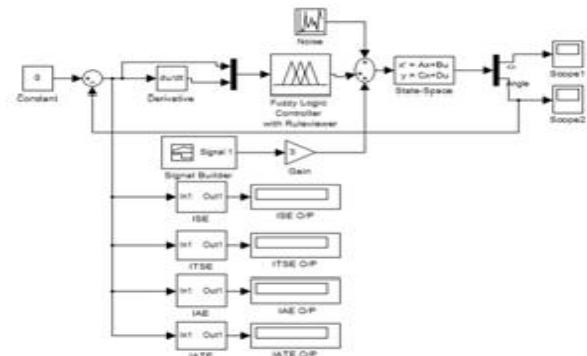 Noise
0
Constant
du/dt
Derivative
Fuzzy Logic
Controller
with Ruleviewer
x' = Ax+Bu
y = Cx+Du
State-Space
<>
Angle
Scope1
Scope2
Signal 1
Signal Builder
Gain
In1 Out1
ISE
ISE O/P
In1 Out1
ITSE
ITSE O/P
In1 Out1
IAE
IAE O/P
In1 Out1
IATE
IATE O/P